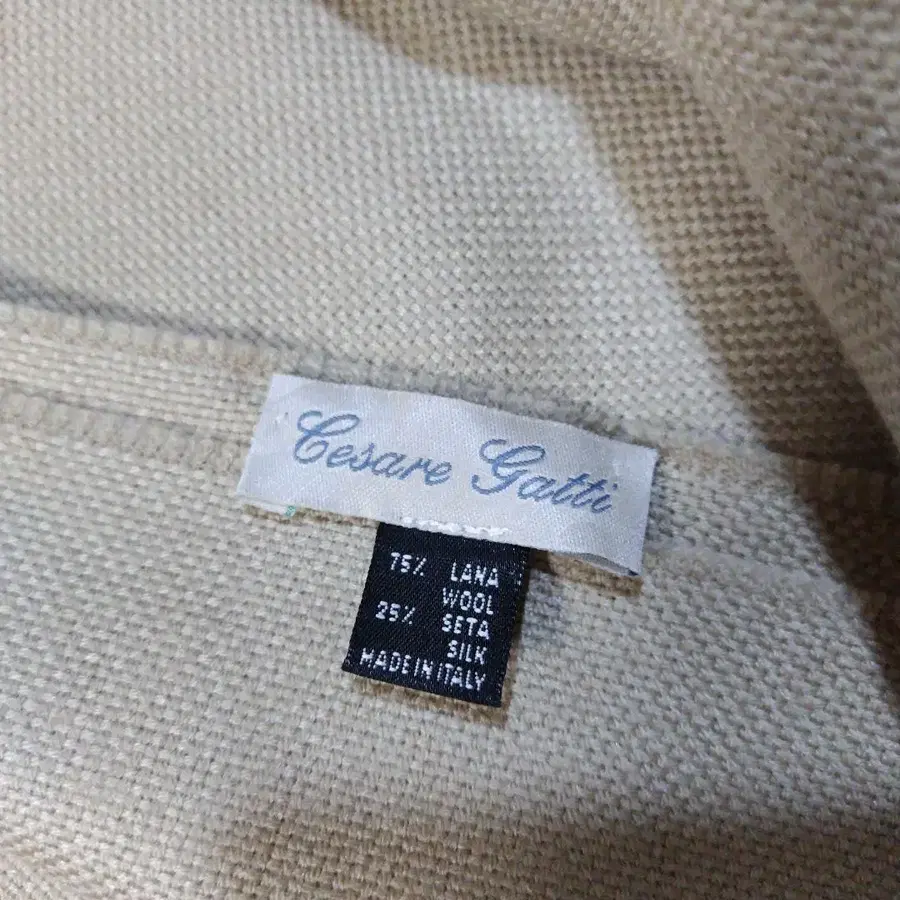 Cesare Gatti
75% LANA
WOOL
25% SETA
SILK
MADE IN ITALY